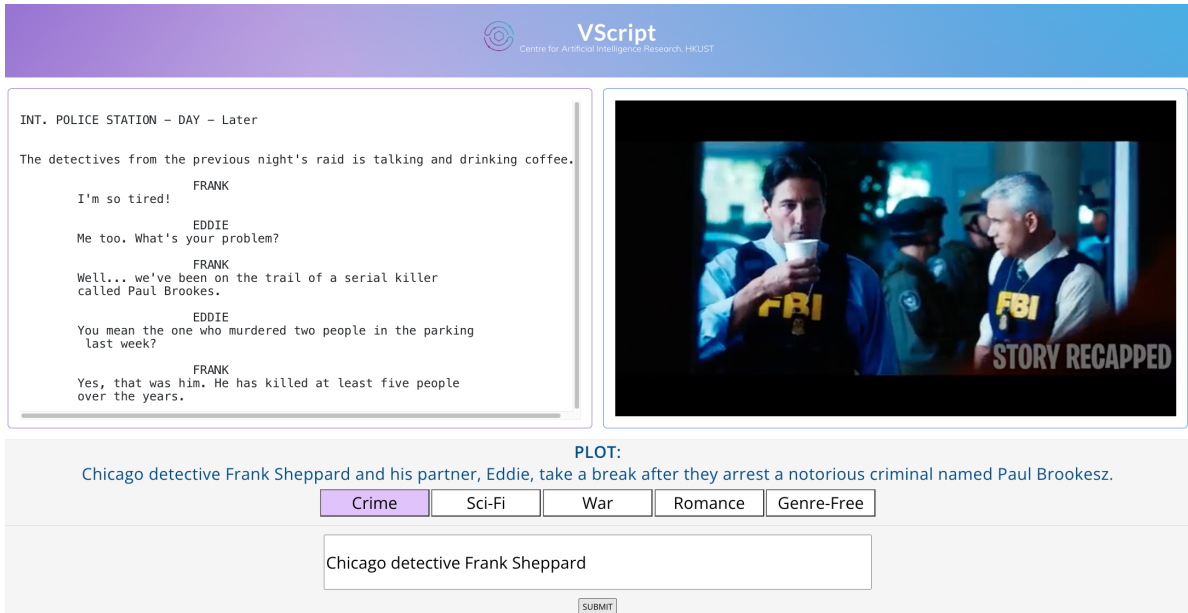 VScript
Centre for Artificial Intelligence Research, HKUST
INT. POLICE STATION – DAY – Later
The detectives from the previous night's raid is talking and drinking coffee.
FRANK
I'm so tired!
EDDIE
Me too. What's your problem?
FRANK
Well... we've been on the trail of a serial killer
called Paul Brookes.
EDDIE
You mean the one who murdered two people in the parking
last week?
FRANK
Yes, that was him. He has killed at least five people
over the years.
FBI
FBI
STORY RECAPPED
PLOT:
Chicago detective Frank Sheppard and his partner, Eddie, take a break after they arrest a notorious criminal named Paul Brookesz.
Crime Sci-Fi War Romance Genre-Free
Chicago detective Frank Sheppard
SUBMIT